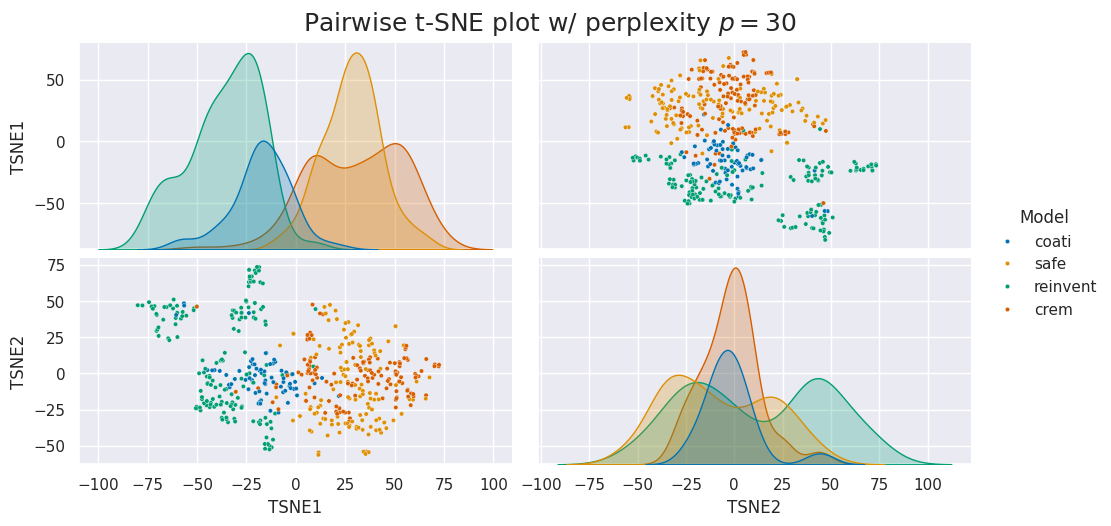 Pairwise t-SNE plot w/ perplexity p = 30
TSNE1
50
0
−50
TSNE2
75
50
25
0
−25
−50
−100 −75 −50 −25 0 25 50 75 100
TSNE1
−100 −75 −50 −25 0 25 50 75 100
TSNE2
Model
coati
safe
reinvent
crem